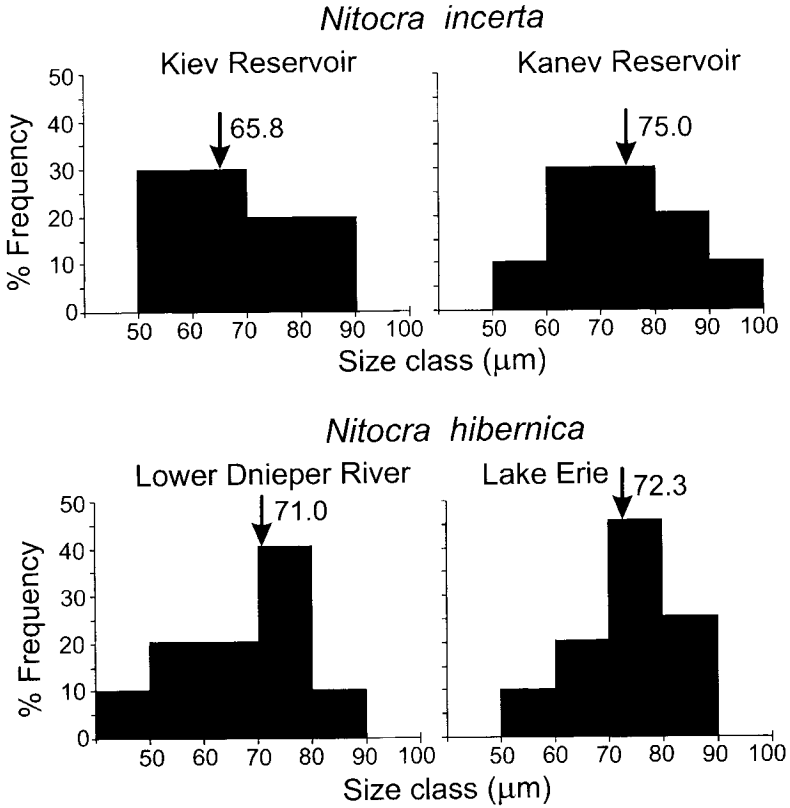 Nitocra incerta
Kiev Reservoir
Kanev Reservoir
65.8
75.0
% Frequency
50
40
30
20
10
0
50 60 70 80 90 100
50 60 70 80 90 100
Size class (μm)
Nitocra hibernica
Lower Dnieper River
Lake Erie
71.0
72.3
% Frequency
50
40
30
20
10
0
50 60 70 80 90 100
50 60 70 80 90 100
Size class (μm)